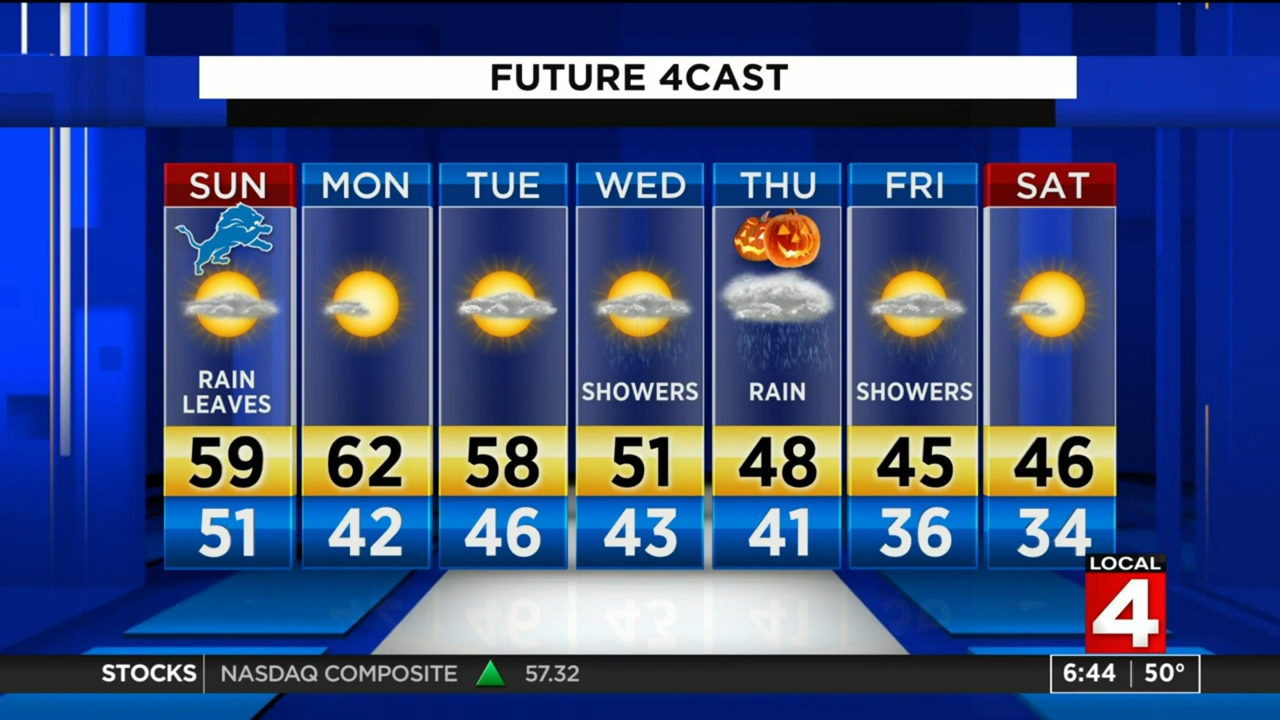 FUTURE 4CAST
SUN MON TUE WED THU FRI SAT
RAIN LEAVES
SHOWERS RAIN SHOWERS
59 62 58 51 48 45 46
51 42 46 43 41 36 34
LOCAL
4
STOCKS NASDAQ COMPOSITE 57.32 6:44 50°